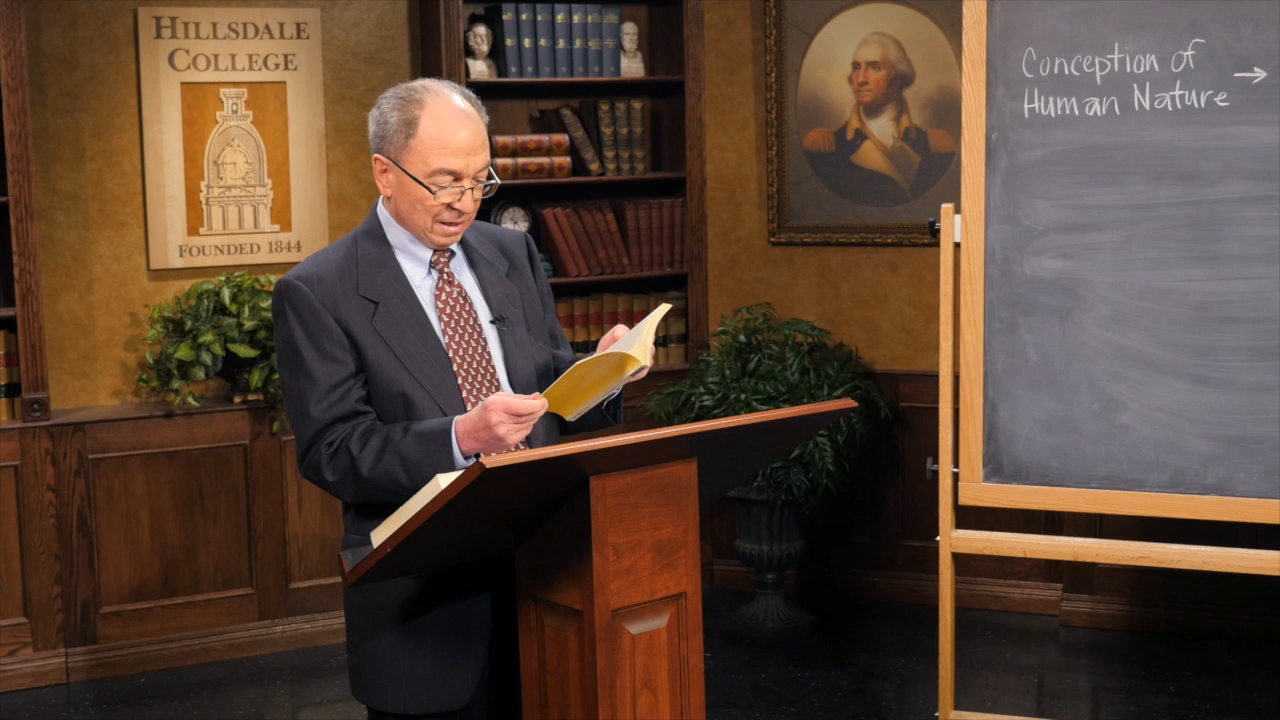 HILLSDALE
COLLEGE
FOUNDED 1844
Conception of
Human Nature →